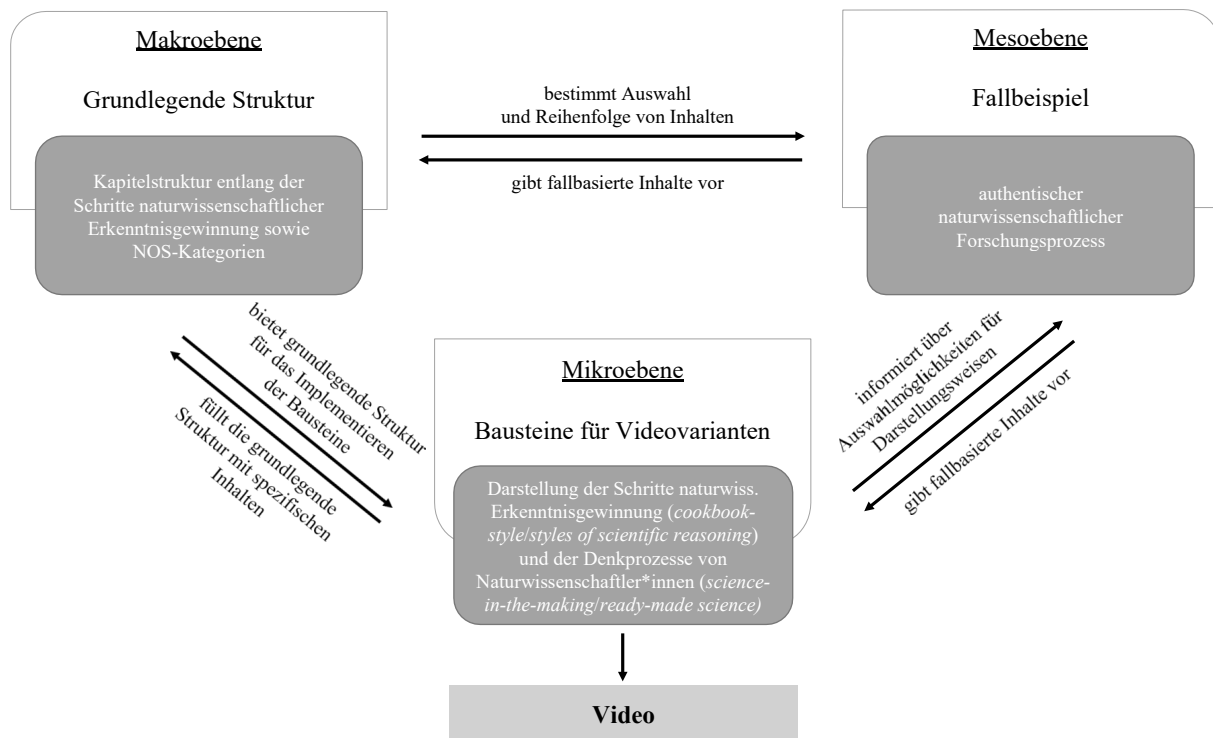 Makroebene
Grundlegende Struktur
Kapitelstruktur entlang der
Schritte naturwissenschaftlicher
Erkenntnisgewinnung sowie
NOS-Kategorien
bestimmt Auswahl
und Reihenfolge von Inhalten
gibt fallbasierte Inhalte vor
Mesoebene
Fallbeispiel
authentischer
naturwissenschaftlicher
Forschungsprozess
bietet grundlegende Struktur
für das Implementieren
der Bausteine
füllt die grundlegende
Struktur mit spezifischen
Inhalten
Mikroebene
Bausteine für Videovarianten
Darstellung der Schritte naturwiss.
Erkenntnisgewinnung (cookbook-
style/styles of scientific reasoning)
und der Denkprozesse von
Naturwissenschaftler*innen (science-
in-the-making/ready-made science)
informiert über
Auswahlmöglichkeiten für
Darstellungsweisen
gibt fallbasierte Inhalte vor
Video